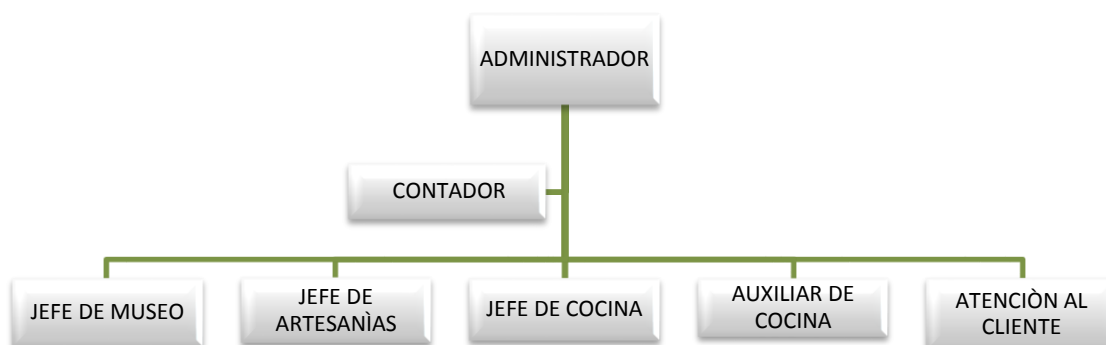 ADMINISTRADOR
CONTADOR
JEFE DE MUSEO
JEFE DE
ARTESANÌAS
JEFE DE COCINA
AUXILIAR DE
COCINA
ATENCIÒN AL
CLIENTE